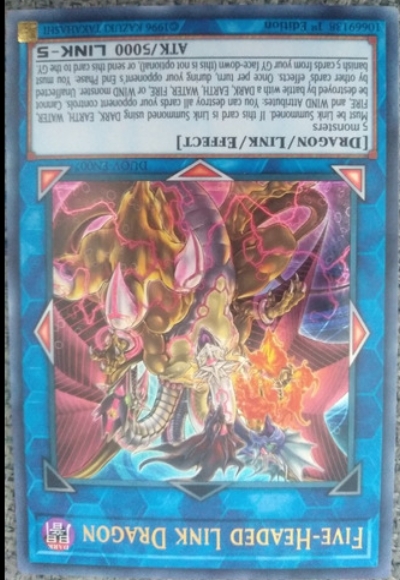 FIVE-HEADED LINK DRAGON
DARK
闇
DUOV-EN007
[DRAGON/LINK/EFFECT]
5 monsters
Must be Link Summoned. If this card is Link Summoned using DARK, EARTH, WATER,
FIRE, and WIND Attributes: You can destroy all cards your opponent controls. Cannot
be destroyed by battle with a DARK, EARTH, WATER, FIRE, or WIND monster. Unaffected
by other cards' effects. Once per turn, during your opponent's End Phase: You must
banish 5 cards from your GY face-down (this is not optional), or send this card to the GY.
ATK/5000 LINK-5
10669138 1st Edition ©1996 KAZUKI TAKAHASHI